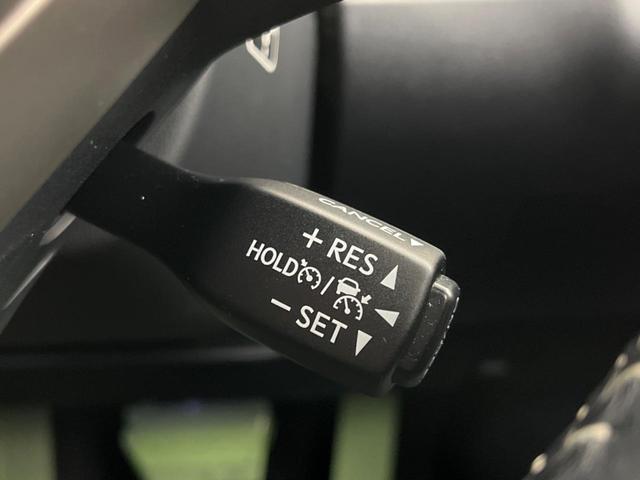 CANCEL
+ RES
HOLD /
− SET